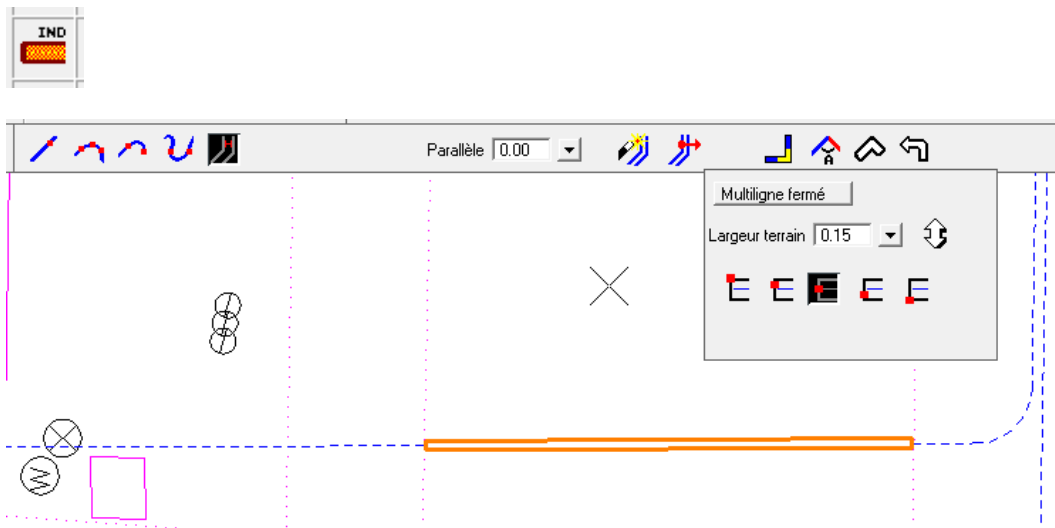 IND
Parallèle 0.00
A
Multiligne fermé
Largeur terrain 0.15